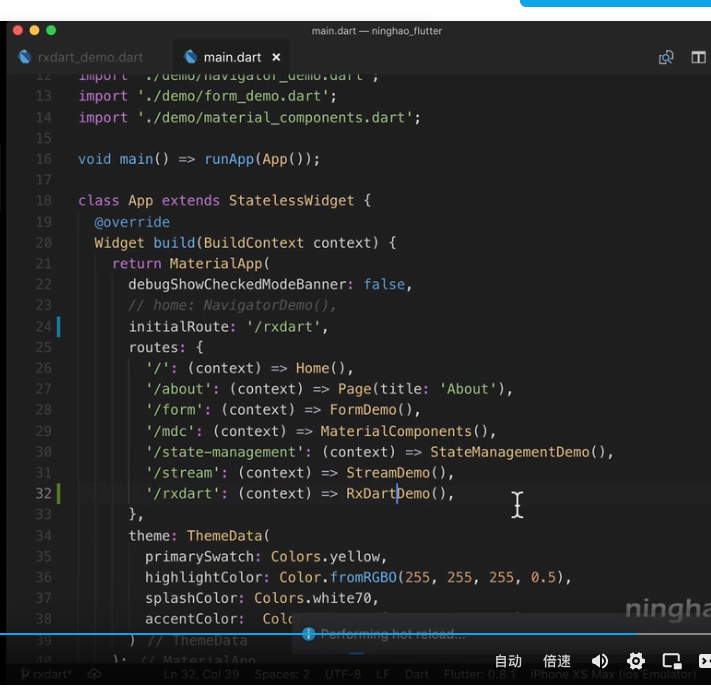 main.dart — ninghao_flutter
rxdart_demo.dart
main.dart ×
12 import './demo/navigator_demo.dart';
13 import './demo/form_demo.dart';
14 import './demo/material_components.dart';
15
16 void main() => runApp(App());
17
18 class App extends StatelessWidget {
19 @override
20 Widget build(BuildContext context) {
21 return MaterialApp(
22 debugShowCheckedModeBanner: false,
23 // home: NavigatorDemo(),
24 initialRoute: '/rxdart',
25 routes: {
26 '/': (context) => Home(),
27 '/about': (context) => Page(title: 'About'),
28 '/form': (context) => FormDemo(),
29 '/mdc': (context) => MaterialComponents(),
30 '/state-management': (context) => StateManagementDemo(),
31 '/stream': (context) => StreamDemo(),
32 '/rxdart': (context) => RxDartDemo(),
33 },
34 theme: ThemeData(
35 primarySwatch: Colors.yellow,
36 highlightColor: Color.fromRGBO(255, 255, 255, 0.5),
37 splashColor: Colors.white70,
38 accentColor: Colo
ningha
39 ) // ThemeData
Performing hot reload...
40 ); // MaterialApp
自动 倍速
rxdart* Ln 32, Col 39 Spaces: 2 UTF-8 LF Dart Flutter: 0.8.1 iPhone XS Max (ios Emulator)